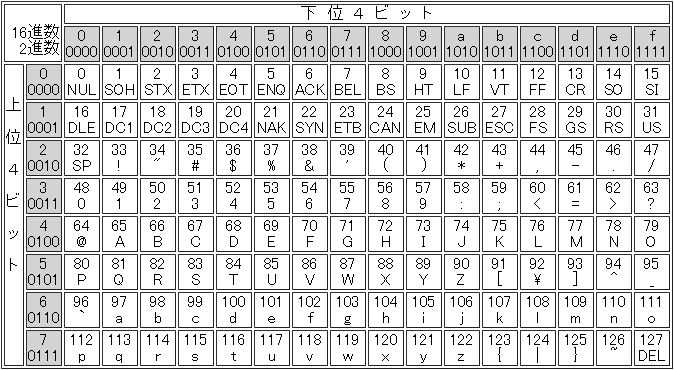 下 位 4 ビ ッ ト
16進数 0 1 2 3 4 5 6 7 8 9 a b c d e f
2進数 0000 0001 0010 0011 0100 0101 0110 0111 1000 1001 1010 1011 1100 1101 1110 1111
上 位 4 ビ ッ ト
0 0 1 2 3 4 5 6 7 8 9 10 11 12 13 14 15
0000 NUL SOH STX ETX EOT ENQ ACK BEL BS HT LF VT FF CR SO SI
1 16 17 18 19 20 21 22 23 24 25 26 27 28 29 30 31
0001 DLE DC1 DC2 DC3 DC4 NAK SYN ETB CAN EM SUB ESC FS GS RS US
2 32 33 34 35 36 37 38 39 40 41 42 43 44 45 46 47
0010 SP ! ″ # $ % & ′ ( ) * + , - . /
3 48 49 50 51 52 53 54 55 56 57 58 59 60 61 62 63
0011 0 1 2 3 4 5 6 7 8 9 : ; < = > ?
4 64 65 66 67 68 69 70 71 72 73 74 75 76 77 78 79
0100 @ A B C D E F G H I J K L M N O
5 80 81 82 83 84 85 86 87 88 89 90 91 92 93 94 95
0101 P Q R S T U V W X Y Z [ ¥ ] ^ _
6 96 97 98 99 100 101 102 103 104 105 106 107 108 109 110 111
0110 ` a b c d e f g h i j k l m n o
7 112 113 114 115 116 117 118 119 120 121 122 123 124 125 126 127
0111 p q r s t u v w x y z { | } ~ DEL